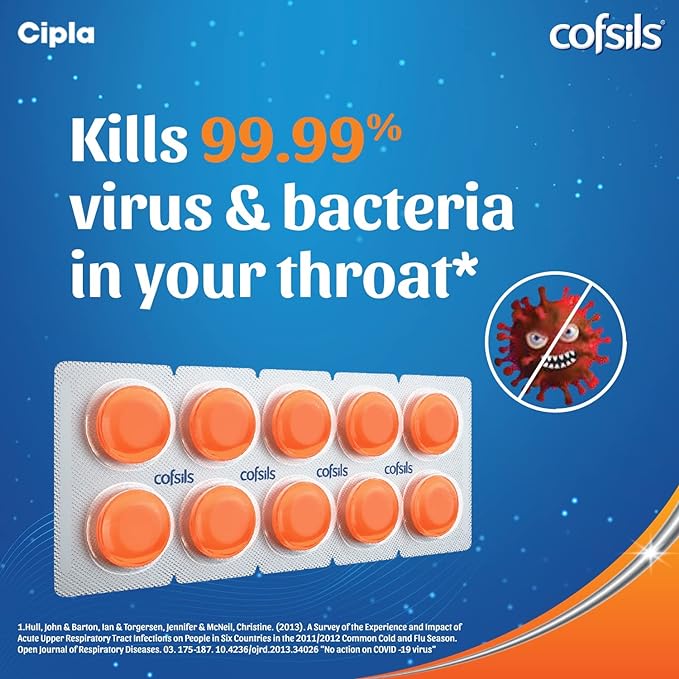 Cipla
cofsils®
Kills 99.99%
virus & bacteria
in your throat*
cofsils
cofsils
cofsils
cofsils
1.Hull, John & Barton, Ian & Torgersen, Jennifer & McNeil, Christine. (2013). A Survey of the Experience and Impact of
Acute Upper Respiratory Tract Infections on People in Six Countries in the 2011/2012 Common Cold and Flu Season.
Open Journal of Respiratory Diseases. 03. 175-187. 10.4236/ojrd.2013.34026 "No action on COVID -19 virus"